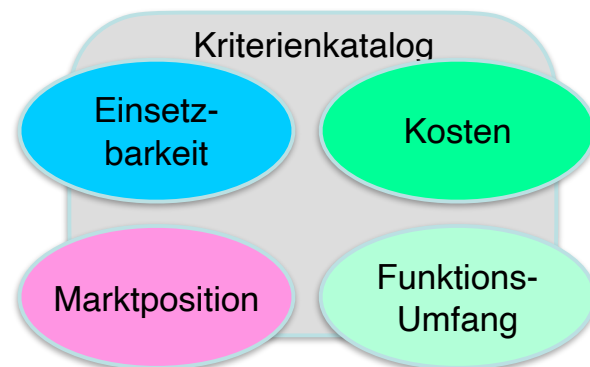 Kriterienkatalog
Einsetz-
barkeit
Kosten
Marktposition
Funktions-
Umfang